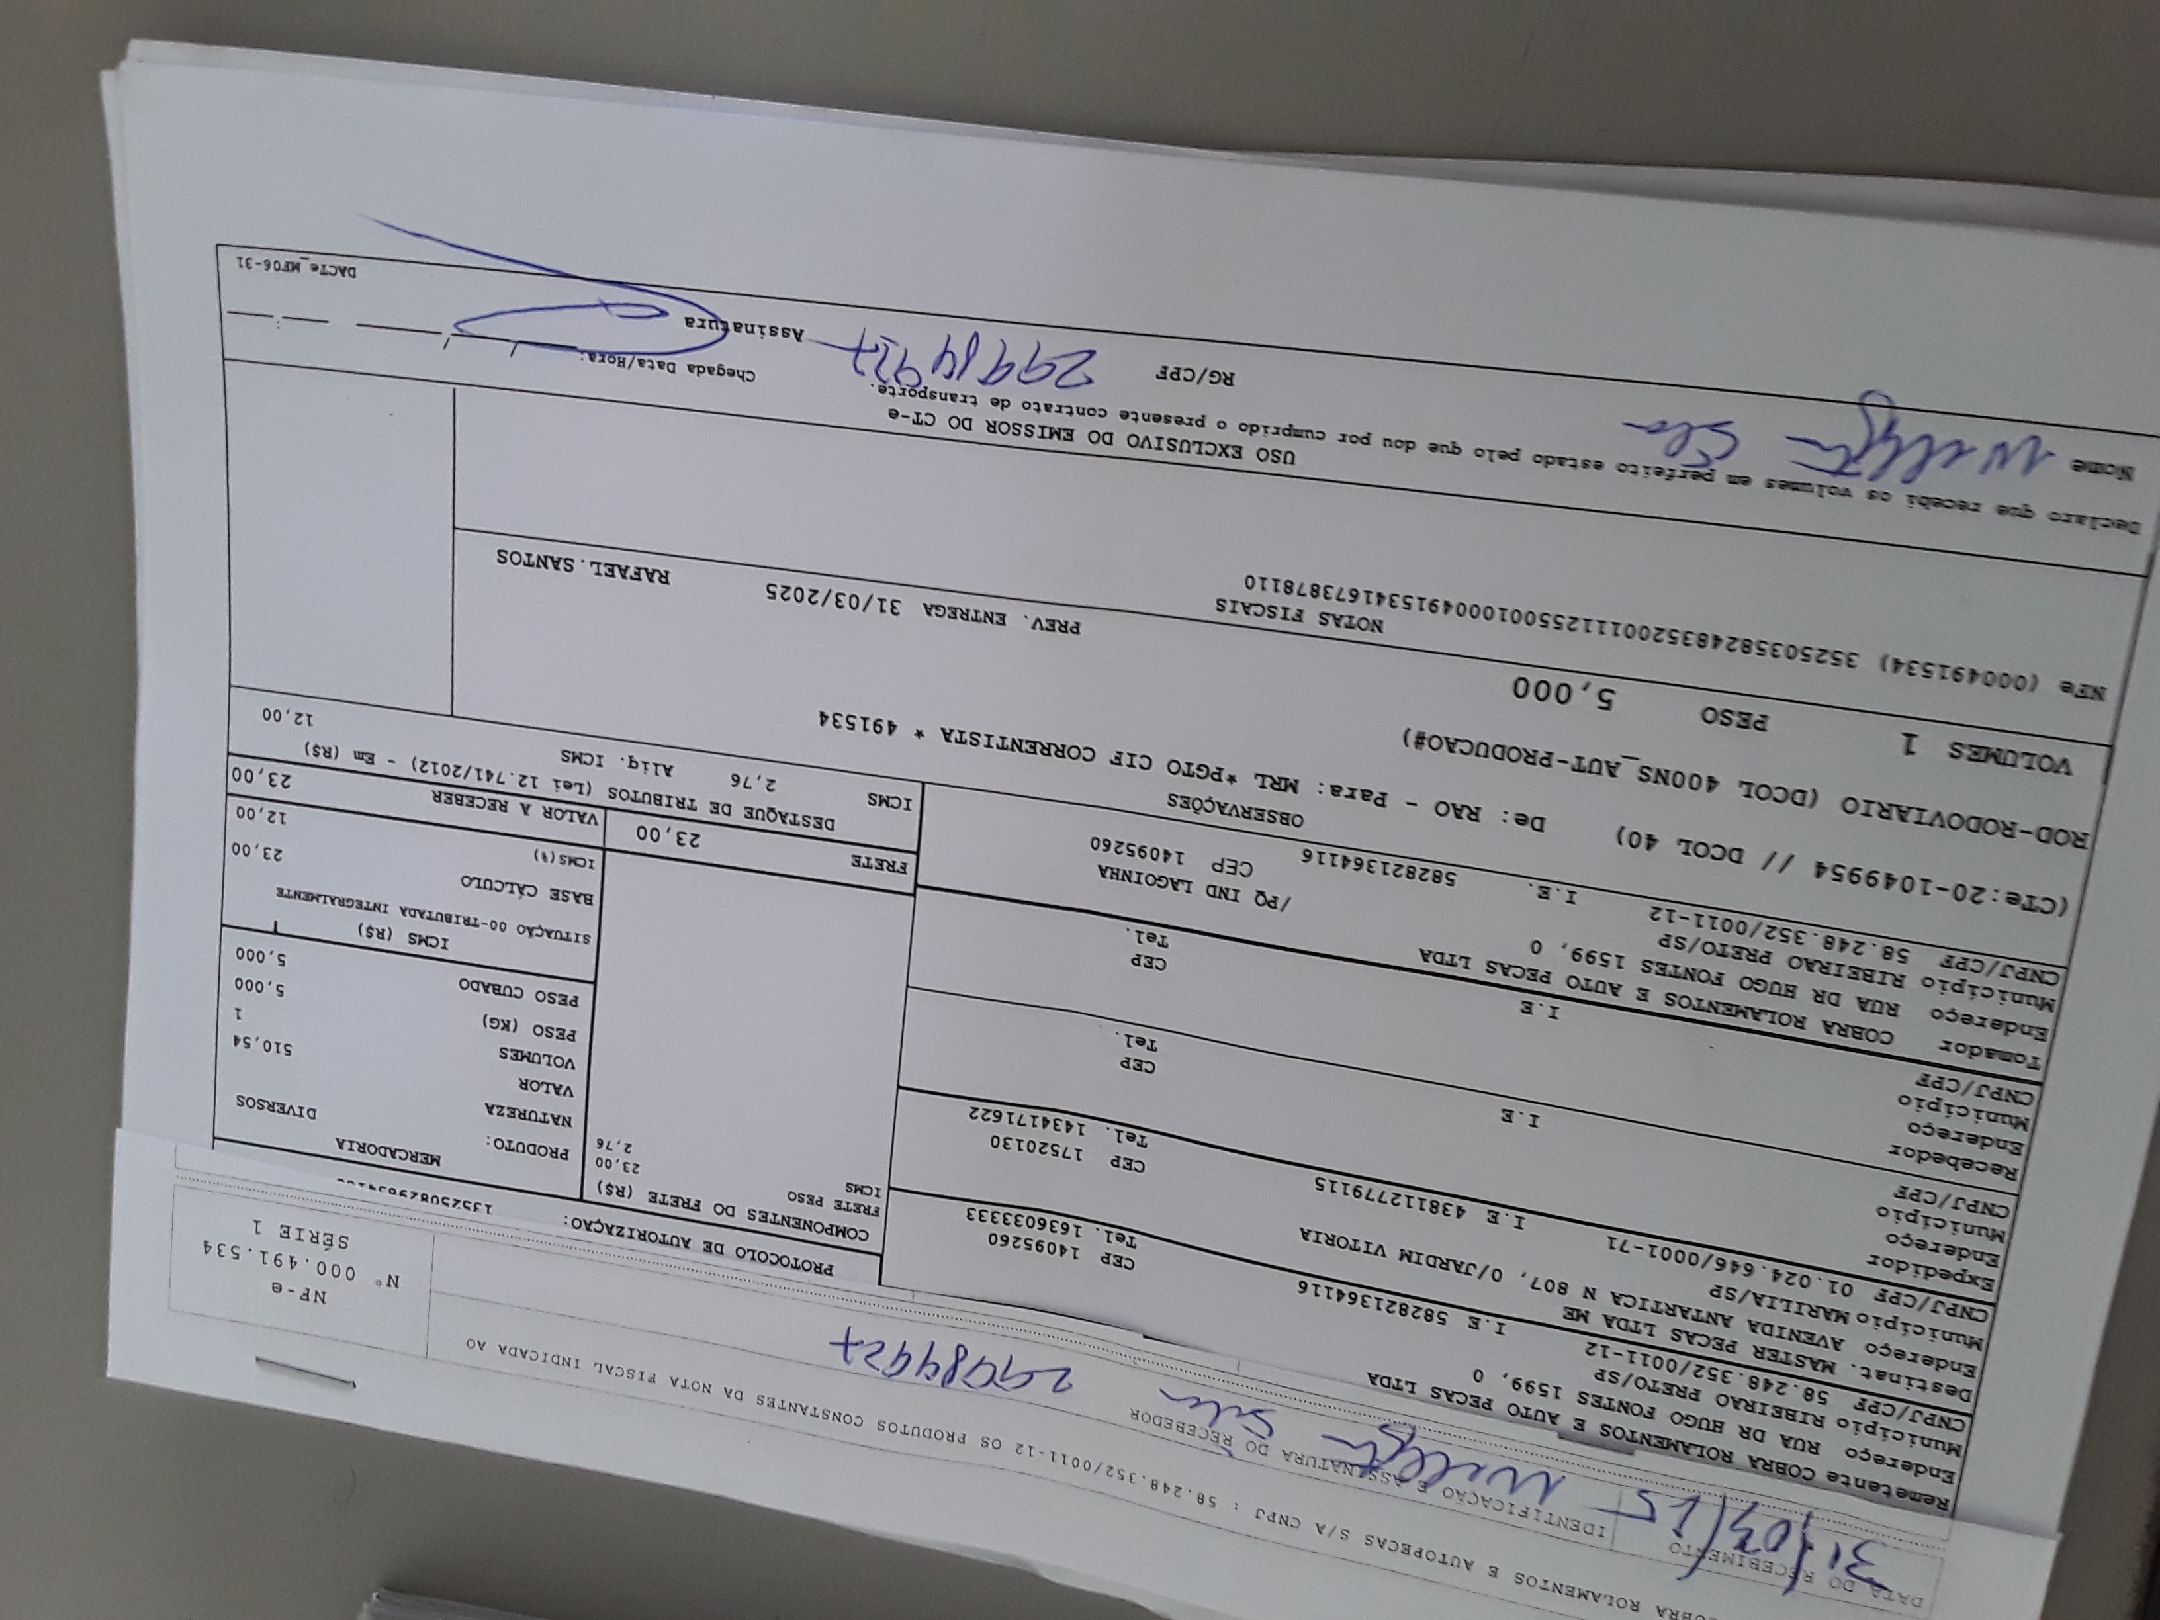 COBRA ROLAMENTOS E AUTOPECAS S/A CNPJ : 58.248.352/0011-12 OS PRODUTOS CONSTANTES DA NOTA FISCAL INDICADA AO
DATA DO RECEBIMENTO
31/03/25
IDENTIFICAÇÃO E ASSINATURA DO RECEBEDOR
29984927
NF-e
Nº 000.491.534
SÉRIE 1
Remetente COBRA ROLAMENTOS E AUTO PECAS LTDA
Endereço RUA DR HUGO FONTES 1599, 0
Município RIBEIRAO PRETO/SP CEP 14095260
CNPJ/CPF 58.248.352/0011-12 I.E 582821364116 Tel. 1636033333
Destinat. MASTER PECAS LTDA ME
Endereço AVENIDA ANTARTICA N 807, 0/JARDIM VITORIA
Município MARILIA/SP CEP 17520130
CNPJ/CPF 01.024.646/0001-71 I.E 438112779115 Tel. 1434171622
Expedidor
Endereço
Município CEP
CNPJ/CPF I.E Tel.
Recebedor
Endereço
Município CEP
CNPJ/CPF I.E Tel.
Tomador COBRA ROLAMENTOS E AUTO PECAS LTDA
Endereço RUA DR HUGO FONTES 1599, 0 /PQ IND LAGOINHA
Município RIBEIRAO PRETO/SP CEP 14095260
CNPJ/CPF 58.248.352/0011-12 I.E. 582821364116
PROTOCOLO DE AUTORIZAÇÃO:
COMPONENTES DO FRETE (R$)
FRETE PESO 23,00
ICMS 2,76
FRETE 23,00
MERCADORIA
PRODUTO:
NATUREZA DIVERSOS
VALOR 510,54
VOLUMES 1
PESO (KG) 5,000
PESO CUBADO 5,000
ICMS (R$)
SITUAÇÃO 00-TRIBUTADA INTEGRALMENTE
BASE CÁLCULO 23,00
ICMS(%) 12,00
VALOR A RECEBER 23,00
DESTAQUE DE TRIBUTOS (Lei 12.741/2012) - Em (R$)
ICMS 2,76 Aliq. ICMS 12,00
OBSERVAÇÕES
(CTe:20-1049954 // DCOL 40) De: RAO - Para: MRL *PGTO CIF CORRENTISTA * 491534
ROD-RODOVIARIO (DCOL 400NS_AUT-PRODUCAO#)
VOLUMES 1 PESO 5,000
PREV. ENTREGA 31/03/2025 RAFAEL.SANTOS
NOTAS FISCAIS
NFe (000491534) 35250358248352001112550010004915341673878110
USO EXCLUSIVO DO EMISSOR DO CT-e
Declaro que recebi os volumes em perfeito estado pelo que dou por cumprido o presente contrato de transporte.
Chegada Data/Hora: / / :
Nome RG/CPF 29984927 Assinatura
DACTe_MF06-31